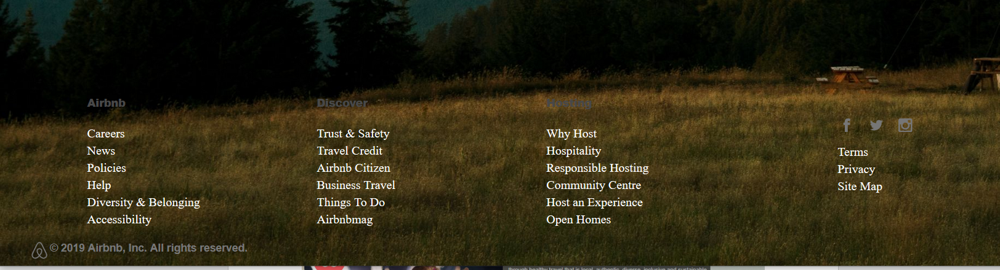 Airbnb
Careers
News
Policies
Help
Diversity & Belonging
Accessibility
Discover
Trust & Safety
Travel Credit
Airbnb Citizen
Business Travel
Things To Do
Airbnbmag
Hosting
Why Host
Hospitality
Responsible Hosting
Community Centre
Host an Experience
Open Homes
Terms
Privacy
Site Map
© 2019 Airbnb, Inc. All rights reserved.
through healthy travel that is local, authentic, diverse, inclusive and sustainable.